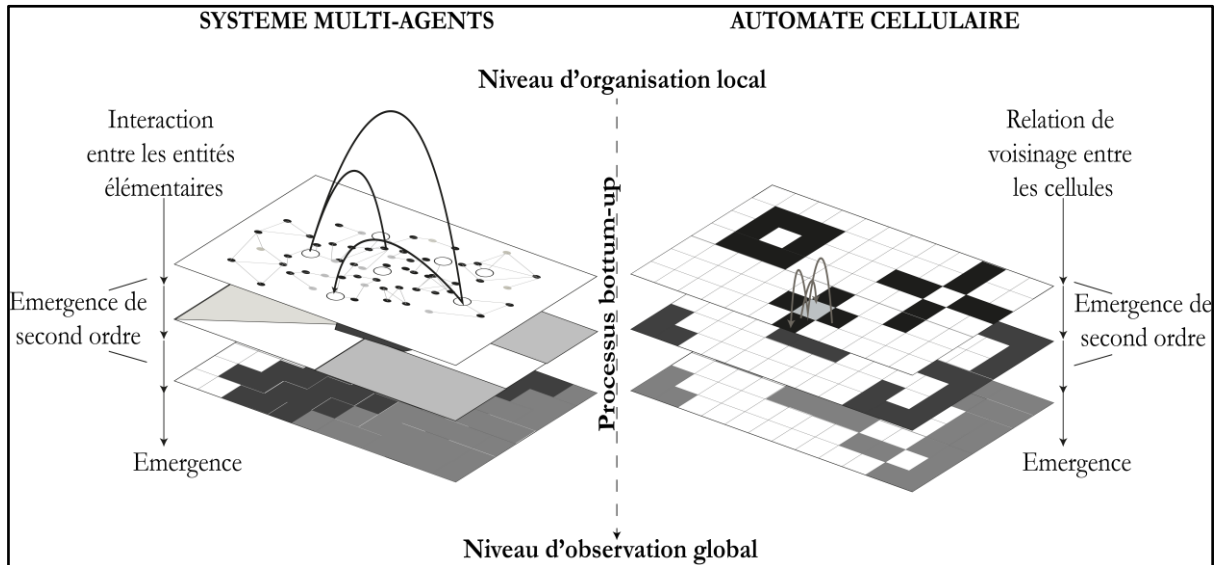 SYSTEME MULTI-AGENTS
AUTOMATE CELLULAIRE
Niveau d'organisation local
Interaction
entre les entités
élémentaires
Emergence de
second ordre
Emergence
Processus bottum-up
Relation de
voisinage entre
les cellules
Emergence de
second ordre
Emergence
Niveau d'observation global